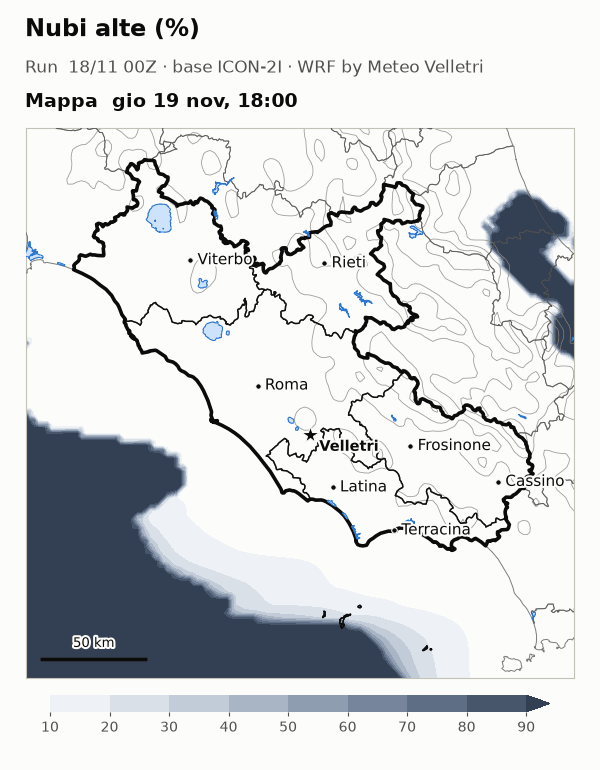 Nubi alte (%)
Run  18/11 00Z · base ICON-2I · WRF by Meteo Velletri
Mappa  gio 19 nov, 18:00
Viterbo
Rieti
Roma
Velletri
Frosinone
Cassino
Latina
Terracina
50 km
10 20 30 40 50 60 70 80 90